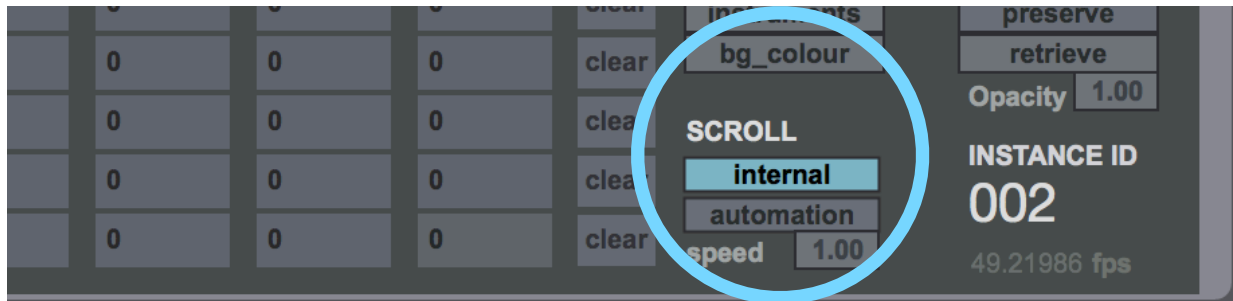 clear instruments preserve
0 0 0 clear bg_colour retrieve
Opacity 1.00
0 0 0 clear SCROLL
INSTANCE ID
0 0 0 clear internal
002
automation
0 0 0 clear speed 1.00
49.21986 fps